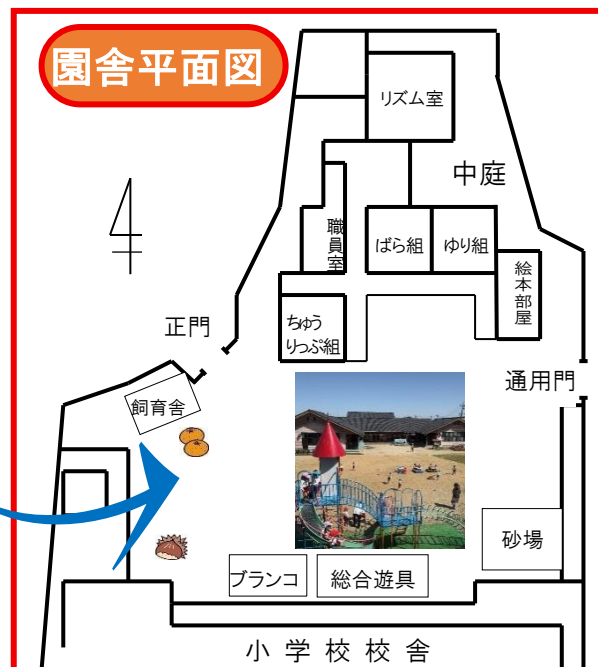 園舎平面図
リズム室
中庭
職員室
ばら組
ゆり組
絵本部屋
正門
ちゅう
りっぷ組
通用門
飼育舎
砂場
ブランコ
総合遊具
小学校校舎